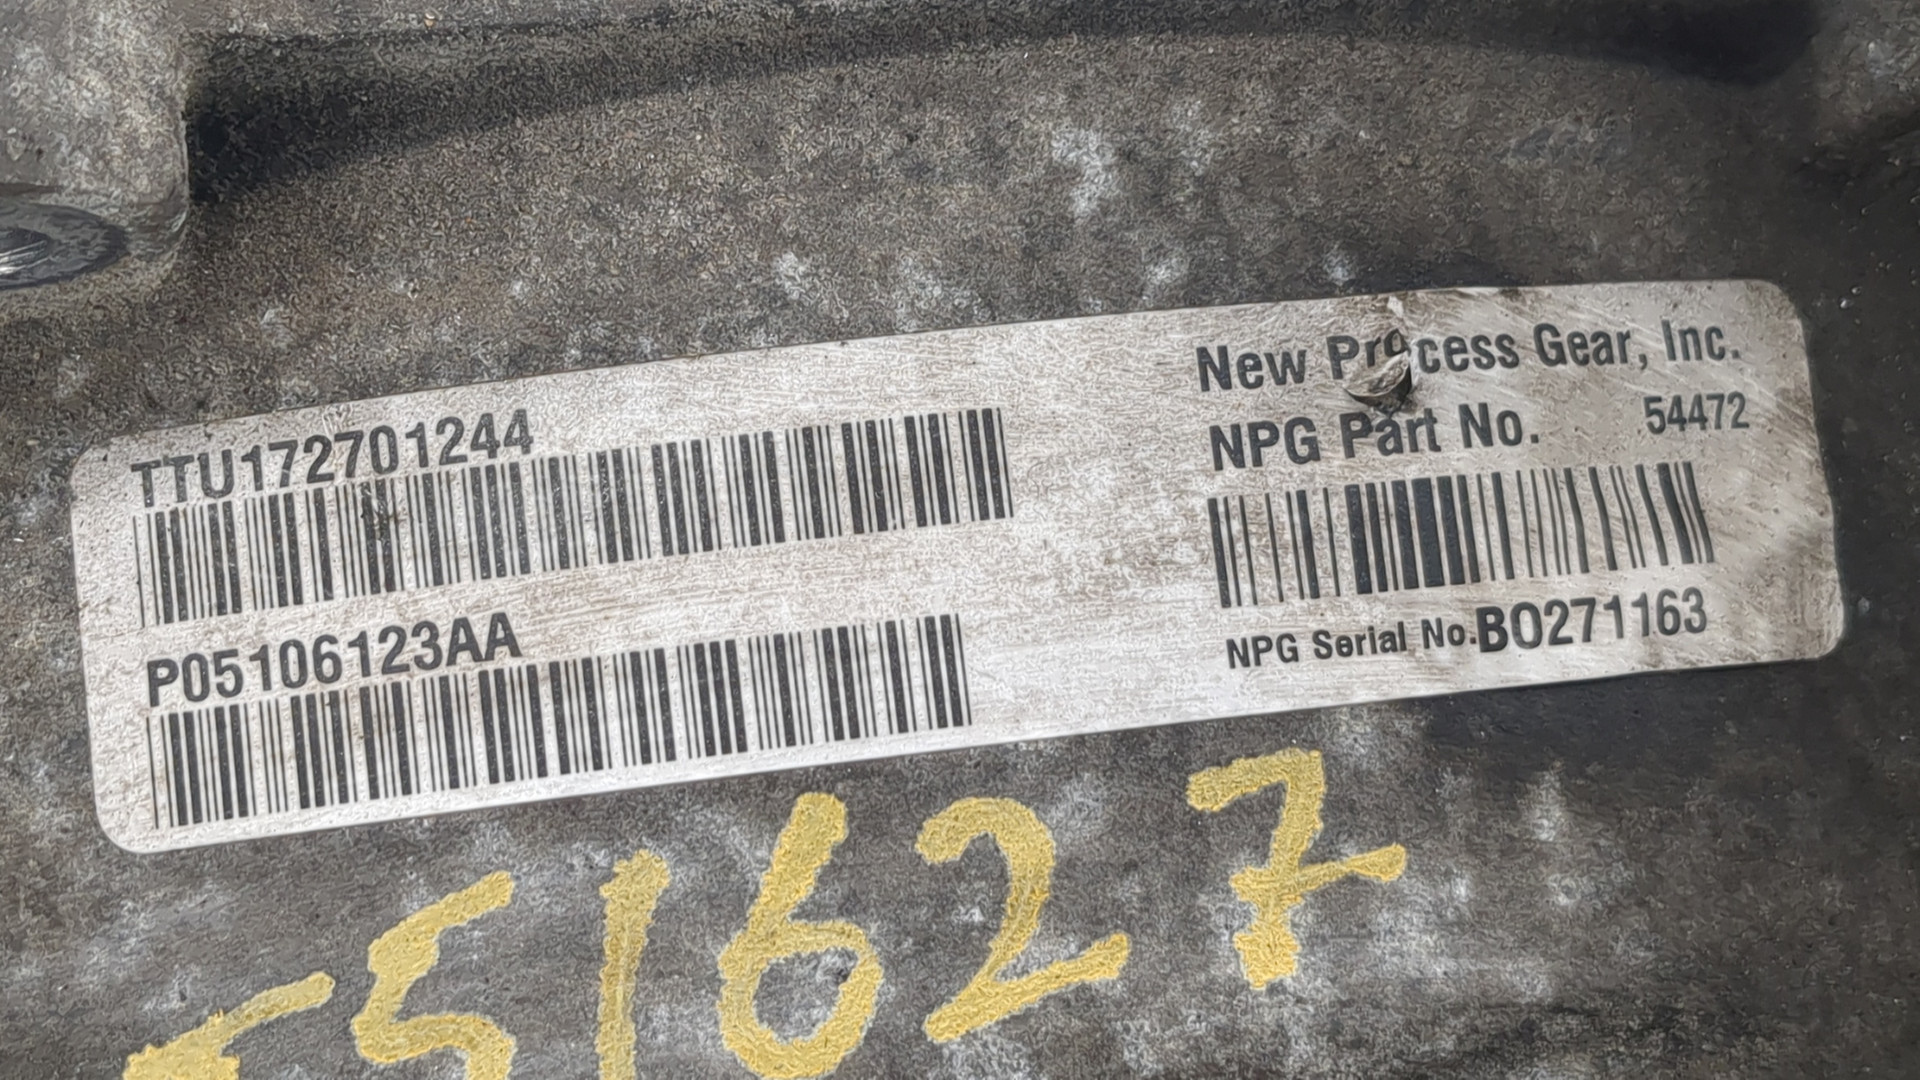 TTU172701244
P05106123AA
New Process Gear, Inc.
NPG Part No. 54472
NPG Serial No.BO271163
51627